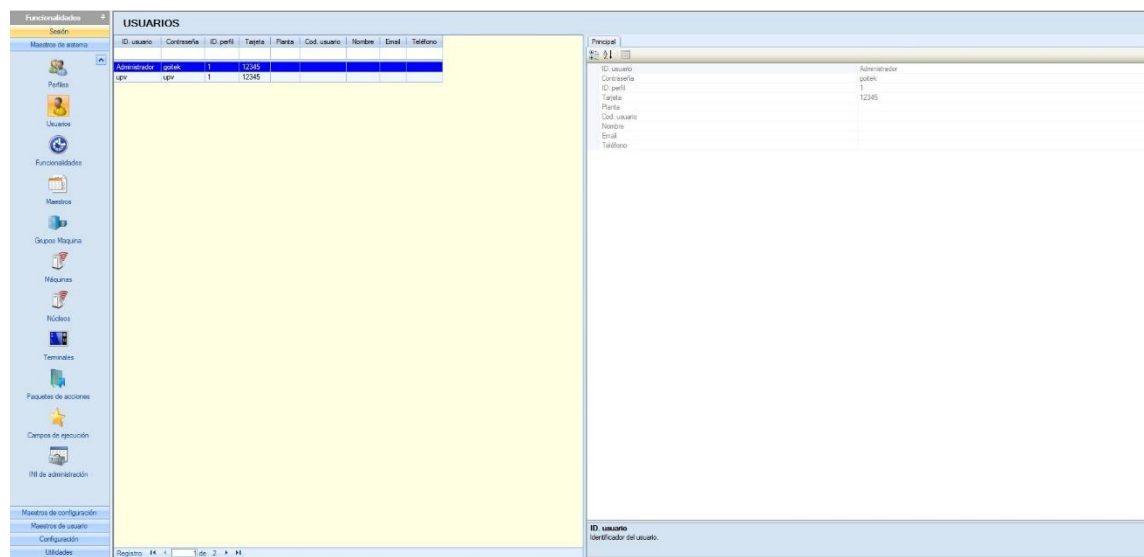 Funcionalidades
Sesión
Maestros de sistema
Perfiles
Usuarios
Funcionalidades
Maestros
Grupos Maquina
Máquinas
Núcleos
Terminales
Paquetes de acciones
Campos de ejecución
INI de administración
Maestros de configuración
Maestros de usuario
Configuración
Utilidades
USUARIOS
ID. usuario Contraseña ID. perfil Tarjeta Planta Cod. usuario Nombre Email Teléfono
Administrador goitek 1 12345
upv upv 1 12345
Registro 1 de 2
Principal
ID. usuario Administrador
Contraseña goitek
ID. perfil 1
Tarjeta 12345
Planta
Cod. usuario
Nombre
Email
Teléfono
ID. usuario
Identificador del usuario.